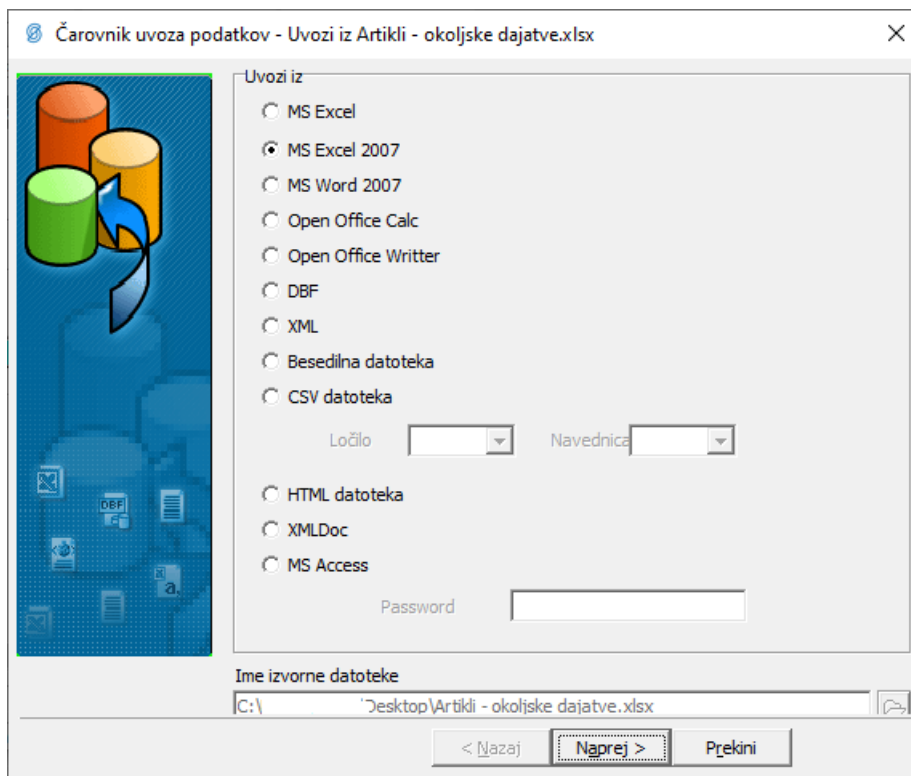 Čarovnik uvoza podatkov - Uvozi iz Artikli - okoljske dajatve.xlsx
Uvozi iz
MS Excel
MS Excel 2007
MS Word 2007
Open Office Calc
Open Office Writter
DBF
XML
Besedilna datoteka
CSV datoteka
Ločilo
Navednica
HTML datoteka
XMLDoc
MS Access
Password
DBF
a.
Ime izvorne datoteke
C:\ Desktop\Artikli - okoljske dajatve.xlsx
< Nazaj Naprej > Prekini